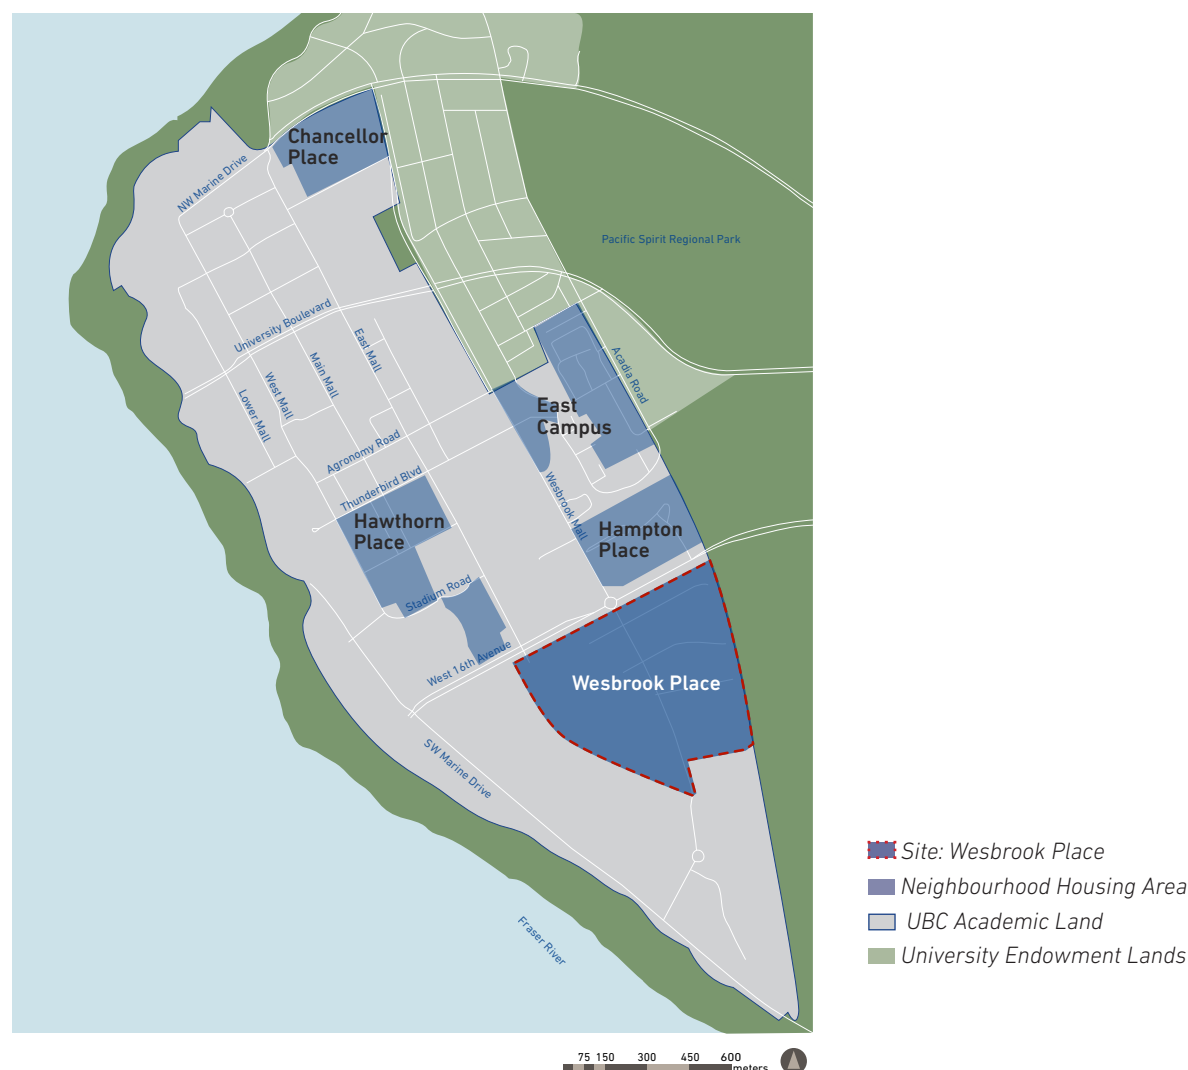 Chancellor
Place
NW Marine Drive
Pacific Spirit Regional Park
University Boulevard
East Mall
Main Mall
West Mall
Lower Mall
Acadia Road
East
Campus
Agronomy Road
Thunderbird Blvd
Wesbrook Mall
Hawthorn
Place
Hampton
Place
Stadium Road
West 16th Avenue
Wesbrook Place
SW Marine Drive
Fraser River
Site: Wesbrook Place
Neighbourhood Housing Area
UBC Academic Land
University Endowment Lands
75 150 300 450 600
meters